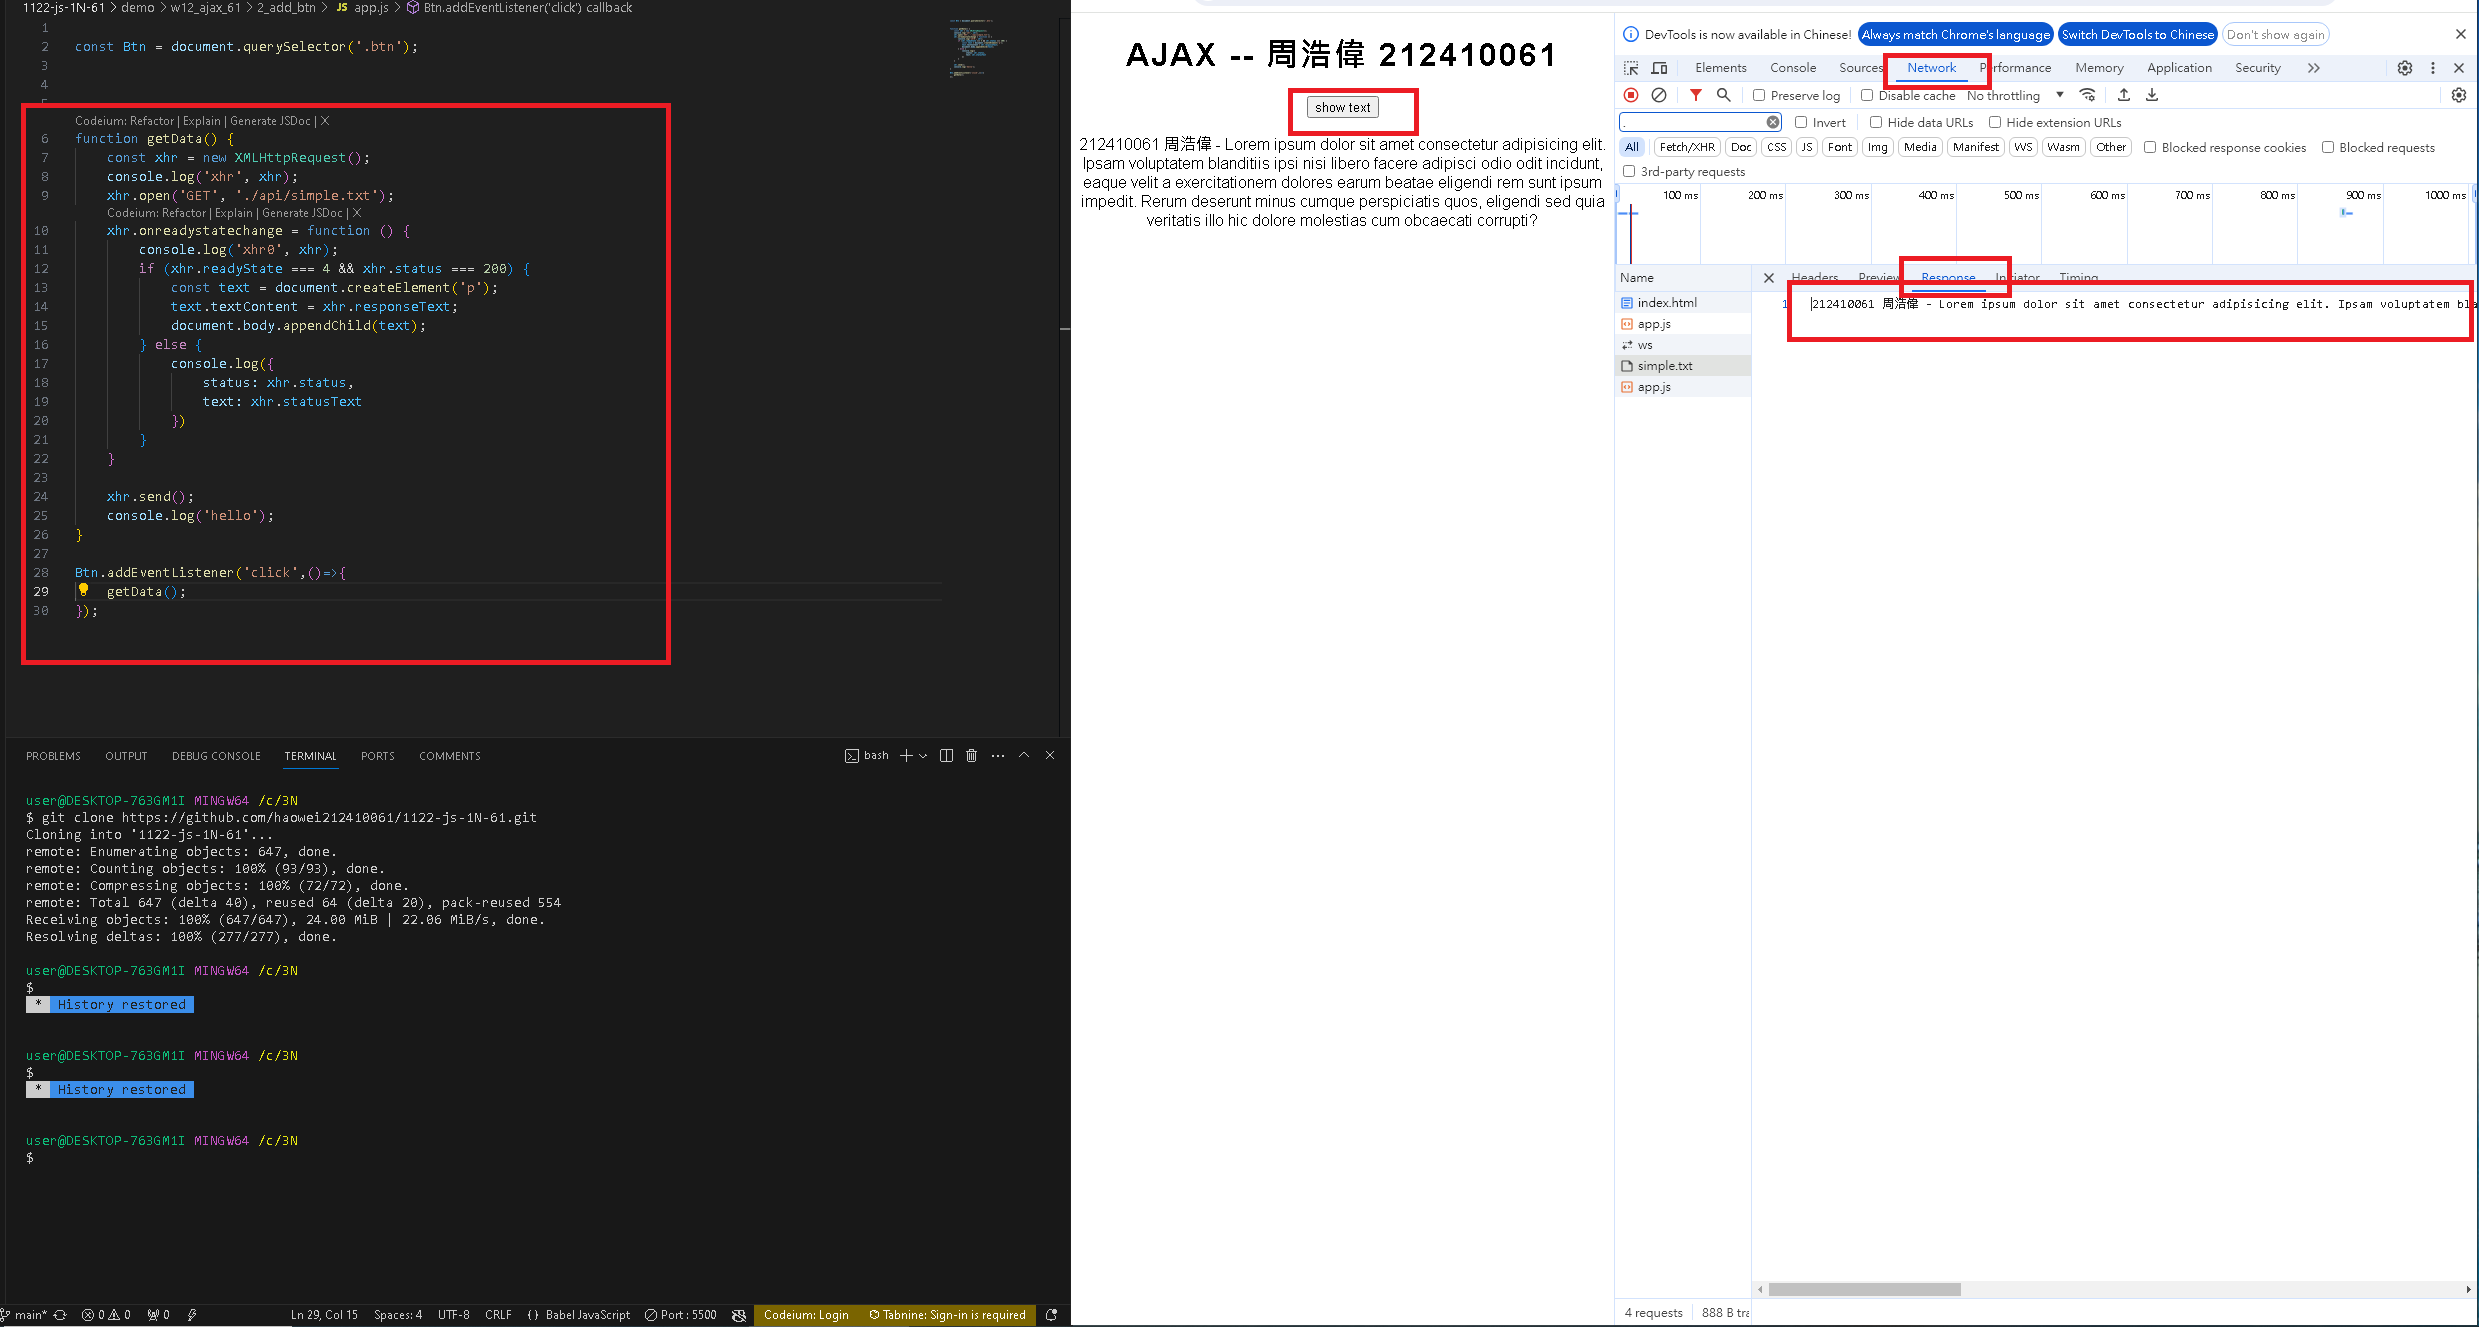 1122-js-1N-61 > demo > w12_ajax_61 > 2_add_btn > JS app.js > Btn.addEventListener('click') callback
1
2 const Btn = document.querySelector('.btn');
3
4
5
Codeium: Refactor | Explain | Generate JSDoc | X
6 function getData() {
7 const xhr = new XMLHttpRequest();
8 console.log('xhr', xhr);
9 xhr.open('GET', './api/simple.txt');
Codeium: Refactor | Explain | Generate JSDoc | X
10 xhr.onreadystatechange = function () {
11 console.log('xhr0', xhr);
12 if (xhr.readyState === 4 && xhr.status === 200) {
13 const text = document.createElement('p');
14 text.textContent = xhr.responseText;
15 document.body.appendChild(text);
16 } else {
17 console.log({
18 status: xhr.status,
19 text: xhr.statusText
20 })
21 }
22 }
23
24 xhr.send();
25 console.log('hello');
26 }
27
28 Btn.addEventListener('click',()=>{
29 getData();
30 });
PROBLEMS OUTPUT DEBUG CONSOLE TERMINAL PORTS COMMENTS
bash
user@DESKTOP-763GM1I MINGW64 /c/3N
$ git clone https://github.com/haowei212410061/1122-js-1N-61.git
Cloning into '1122-js-1N-61'...
remote: Enumerating objects: 647, done.
remote: Counting objects: 100% (93/93), done.
remote: Compressing objects: 100% (72/72), done.
remote: Total 647 (delta 40), reused 64 (delta 20), pack-reused 554
Receiving objects: 100% (647/647), 24.00 MiB | 22.06 MiB/s, done.
Resolving deltas: 100% (277/277), done.
user@DESKTOP-763GM1I MINGW64 /c/3N
$
* History restored
user@DESKTOP-763GM1I MINGW64 /c/3N
$
* History restored
user@DESKTOP-763GM1I MINGW64 /c/3N
$
main* 0 0 0 Ln 29, Col 15 Spaces: 4 UTF-8 CRLF {} Babel JavaScript Port : 5500 Codeium: Login Tabnine: Sign-in is required
AJAX -- 周浩偉 212410061
show text
212410061 周浩偉 - Lorem ipsum dolor sit amet consectetur adipisicing elit.
Ipsam voluptatem blanditiis ipsi nisi libero facere adipisci odio odit incidunt,
eaque velit a exercitationem dolores earum beatae eligendi rem sunt ipsum
impedit. Rerum deserunt minus cumque perspiciatis quos, eligendi sed quia
veritatis illo hic dolore molestias cum obcaecati corrupti?
DevTools is now available in Chinese! Always match Chrome's language Switch DevTools to Chinese Don't show again
Elements Console Sources Network Performance Memory Application Security
Preserve log Disable cache No throttling
. Invert Hide data URLs Hide extension URLs
All Fetch/XHR Doc CSS JS Font Img Media Manifest WS Wasm Other Blocked response cookies Blocked requests
3rd-party requests
100 ms 200 ms 300 ms 400 ms 500 ms 600 ms 700 ms 800 ms 900 ms 1000 ms
Name Headers Preview Response Initiator Timing
index.html
app.js
ws
simple.txt
app.js
1 212410061 周浩偉 - Lorem ipsum dolor sit amet consectetur adipisicing elit. Ipsam voluptatem bla
4 requests 888 B tra